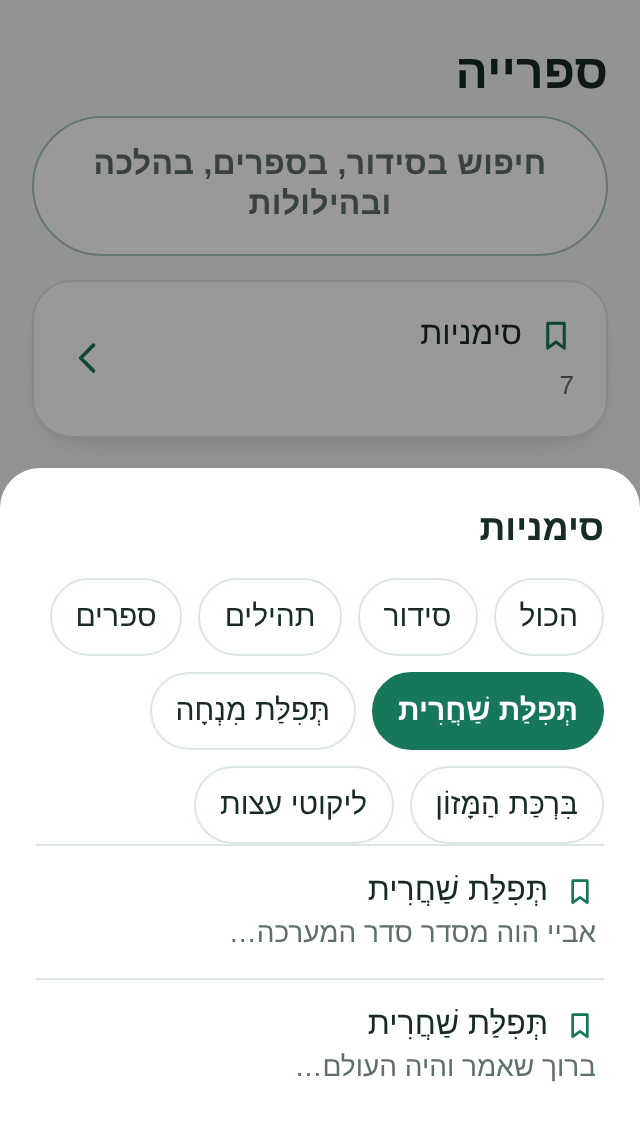 ספרייה
חיפוש בסידור, בספרים, בהלכה
ובהילולות
סימניות
7
סימניות
הכול
סידור
תהילים
ספרים
תְּפִלַּת שַׁחֲרִית
תְּפִלַּת מִנְחָה
בִּרְכַּת הַמָּזוֹן
ליקוטי עצות
תְּפִלַּת שַׁחֲרִית
אביי הוה מסדר סדר המערכה...
תְּפִלַּת שַׁחֲרִית
ברוך שאמר והיה העולם...